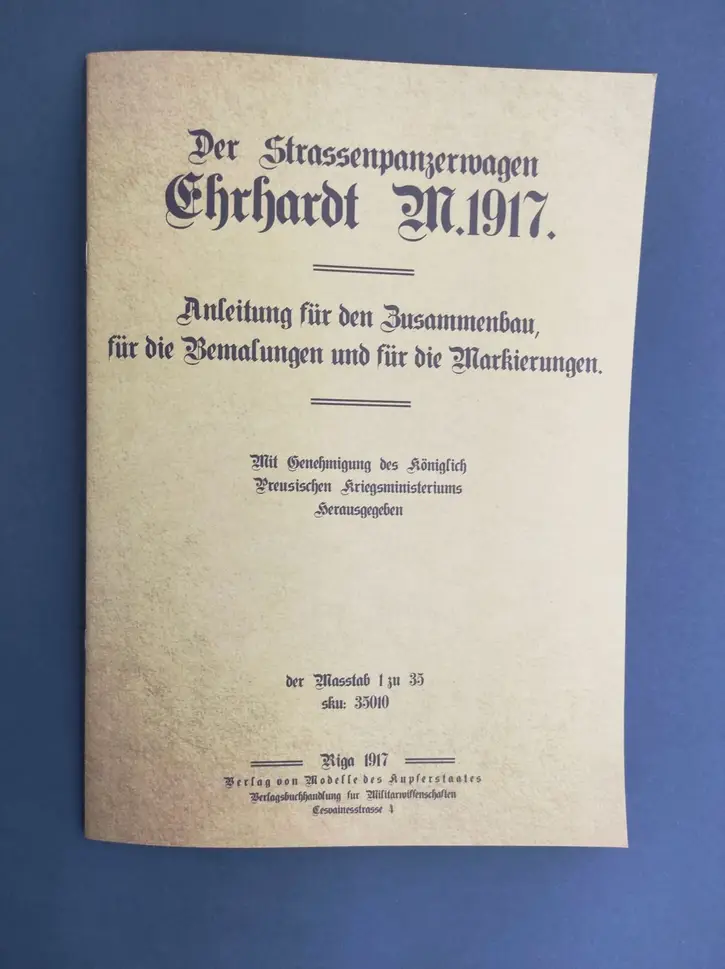 Der Strassenpanzerwagen
Ehrhardt M.1917.
Anleitung für den Zusammenbau,
für die Bemalungen und für die Markierungen.
Mit Genehmigung des Königlich
Preusischen Kriegsministeriums
Herausgegeben
der Masstab 1 zu 35
sku: 35010
Riga 1917
Verlag von Modelle des Kupferstaates
Verlagsbuchhandlung fur Militarwissenschaften
Cesvainesstrasse 4